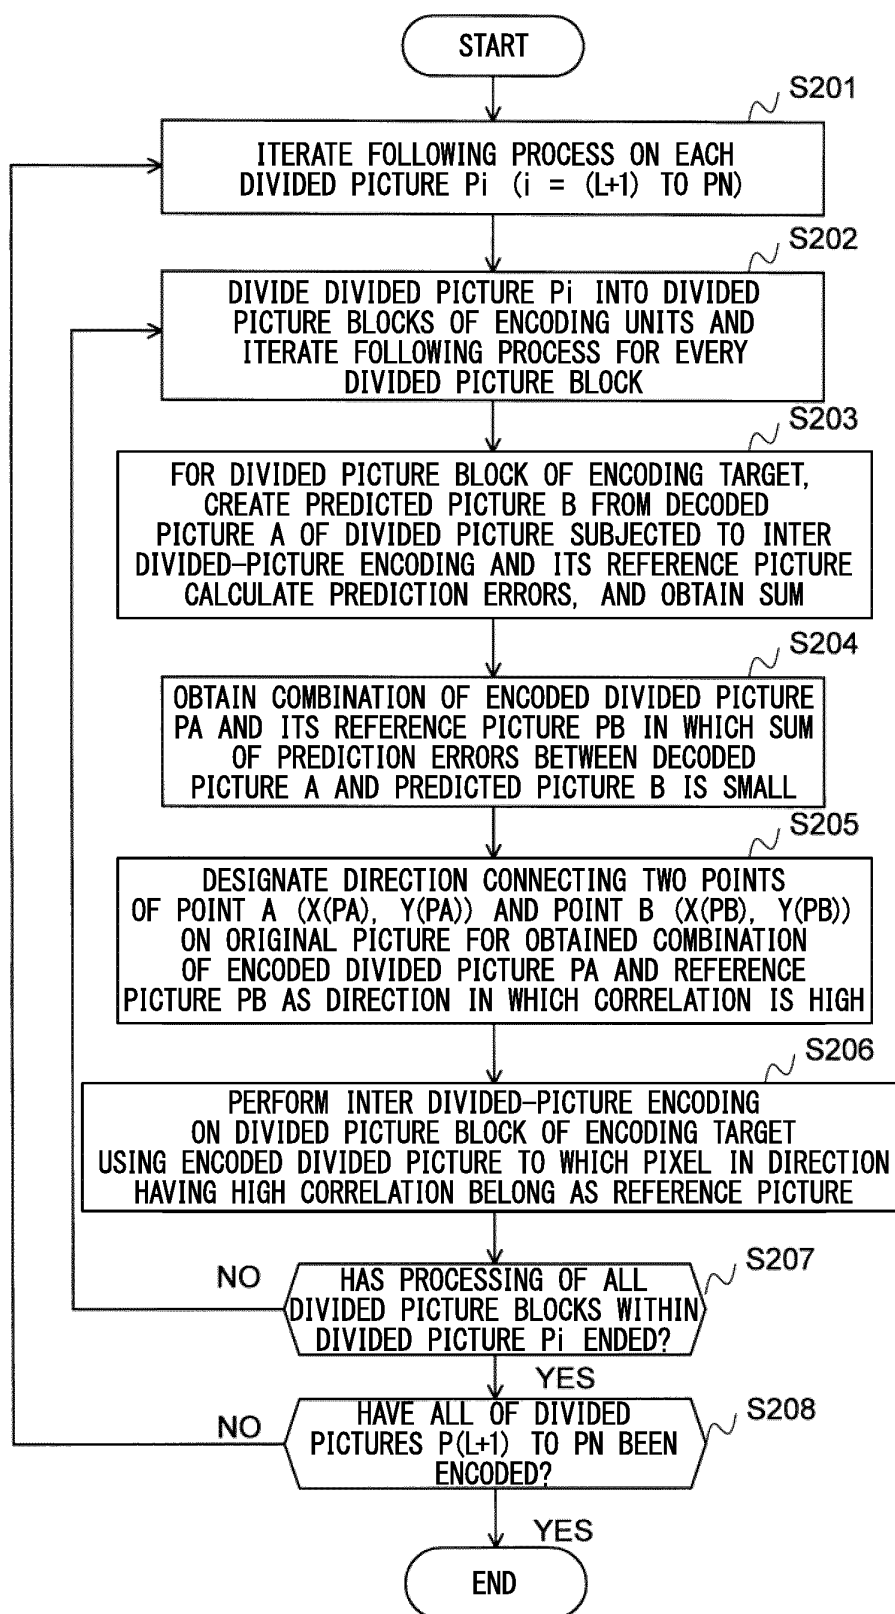 START
S201
ITERATE FOLLOWING PROCESS ON EACH
DIVIDED PICTURE Pi (i = (L+1) TO PN)
S202
DIVIDE DIVIDED PICTURE Pi INTO DIVIDED
PICTURE BLOCKS OF ENCODING UNITS AND
ITERATE FOLLOWING PROCESS FOR EVERY
DIVIDED PICTURE BLOCK
S203
FOR DIVIDED PICTURE BLOCK OF ENCODING TARGET,
CREATE PREDICTED PICTURE B FROM DECODED
PICTURE A OF DIVIDED PICTURE SUBJECTED TO INTER
DIVIDED-PICTURE ENCODING AND ITS REFERENCE PICTURE
CALCULATE PREDICTION ERRORS, AND OBTAIN SUM
S204
OBTAIN COMBINATION OF ENCODED DIVIDED PICTURE
PA AND ITS REFERENCE PICTURE PB IN WHICH SUM
OF PREDICTION ERRORS BETWEEN DECODED
PICTURE A AND PREDICTED PICTURE B IS SMALL
S205
DESIGNATE DIRECTION CONNECTING TWO POINTS
OF POINT A (X(PA), Y(PA)) AND POINT B (X(PB), Y(PB))
ON ORIGINAL PICTURE FOR OBTAINED COMBINATION
OF ENCODED DIVIDED PICTURE PA AND REFERENCE
PICTURE PB AS DIRECTION IN WHICH CORRELATION IS HIGH
S206
PERFORM INTER DIVIDED-PICTURE ENCODING
ON DIVIDED PICTURE BLOCK OF ENCODING TARGET
USING ENCODED DIVIDED PICTURE TO WHICH PIXEL IN DIRECTION
HAVING HIGH CORRELATION BELONG AS REFERENCE PICTURE
S207
NO
HAS PROCESSING OF ALL
DIVIDED PICTURE BLOCKS WITHIN
DIVIDED PICTURE Pi ENDED?
YES
S208
NO
HAVE ALL OF DIVIDED
PICTURES P(L+1) TO PN BEEN
ENCODED?
YES
END